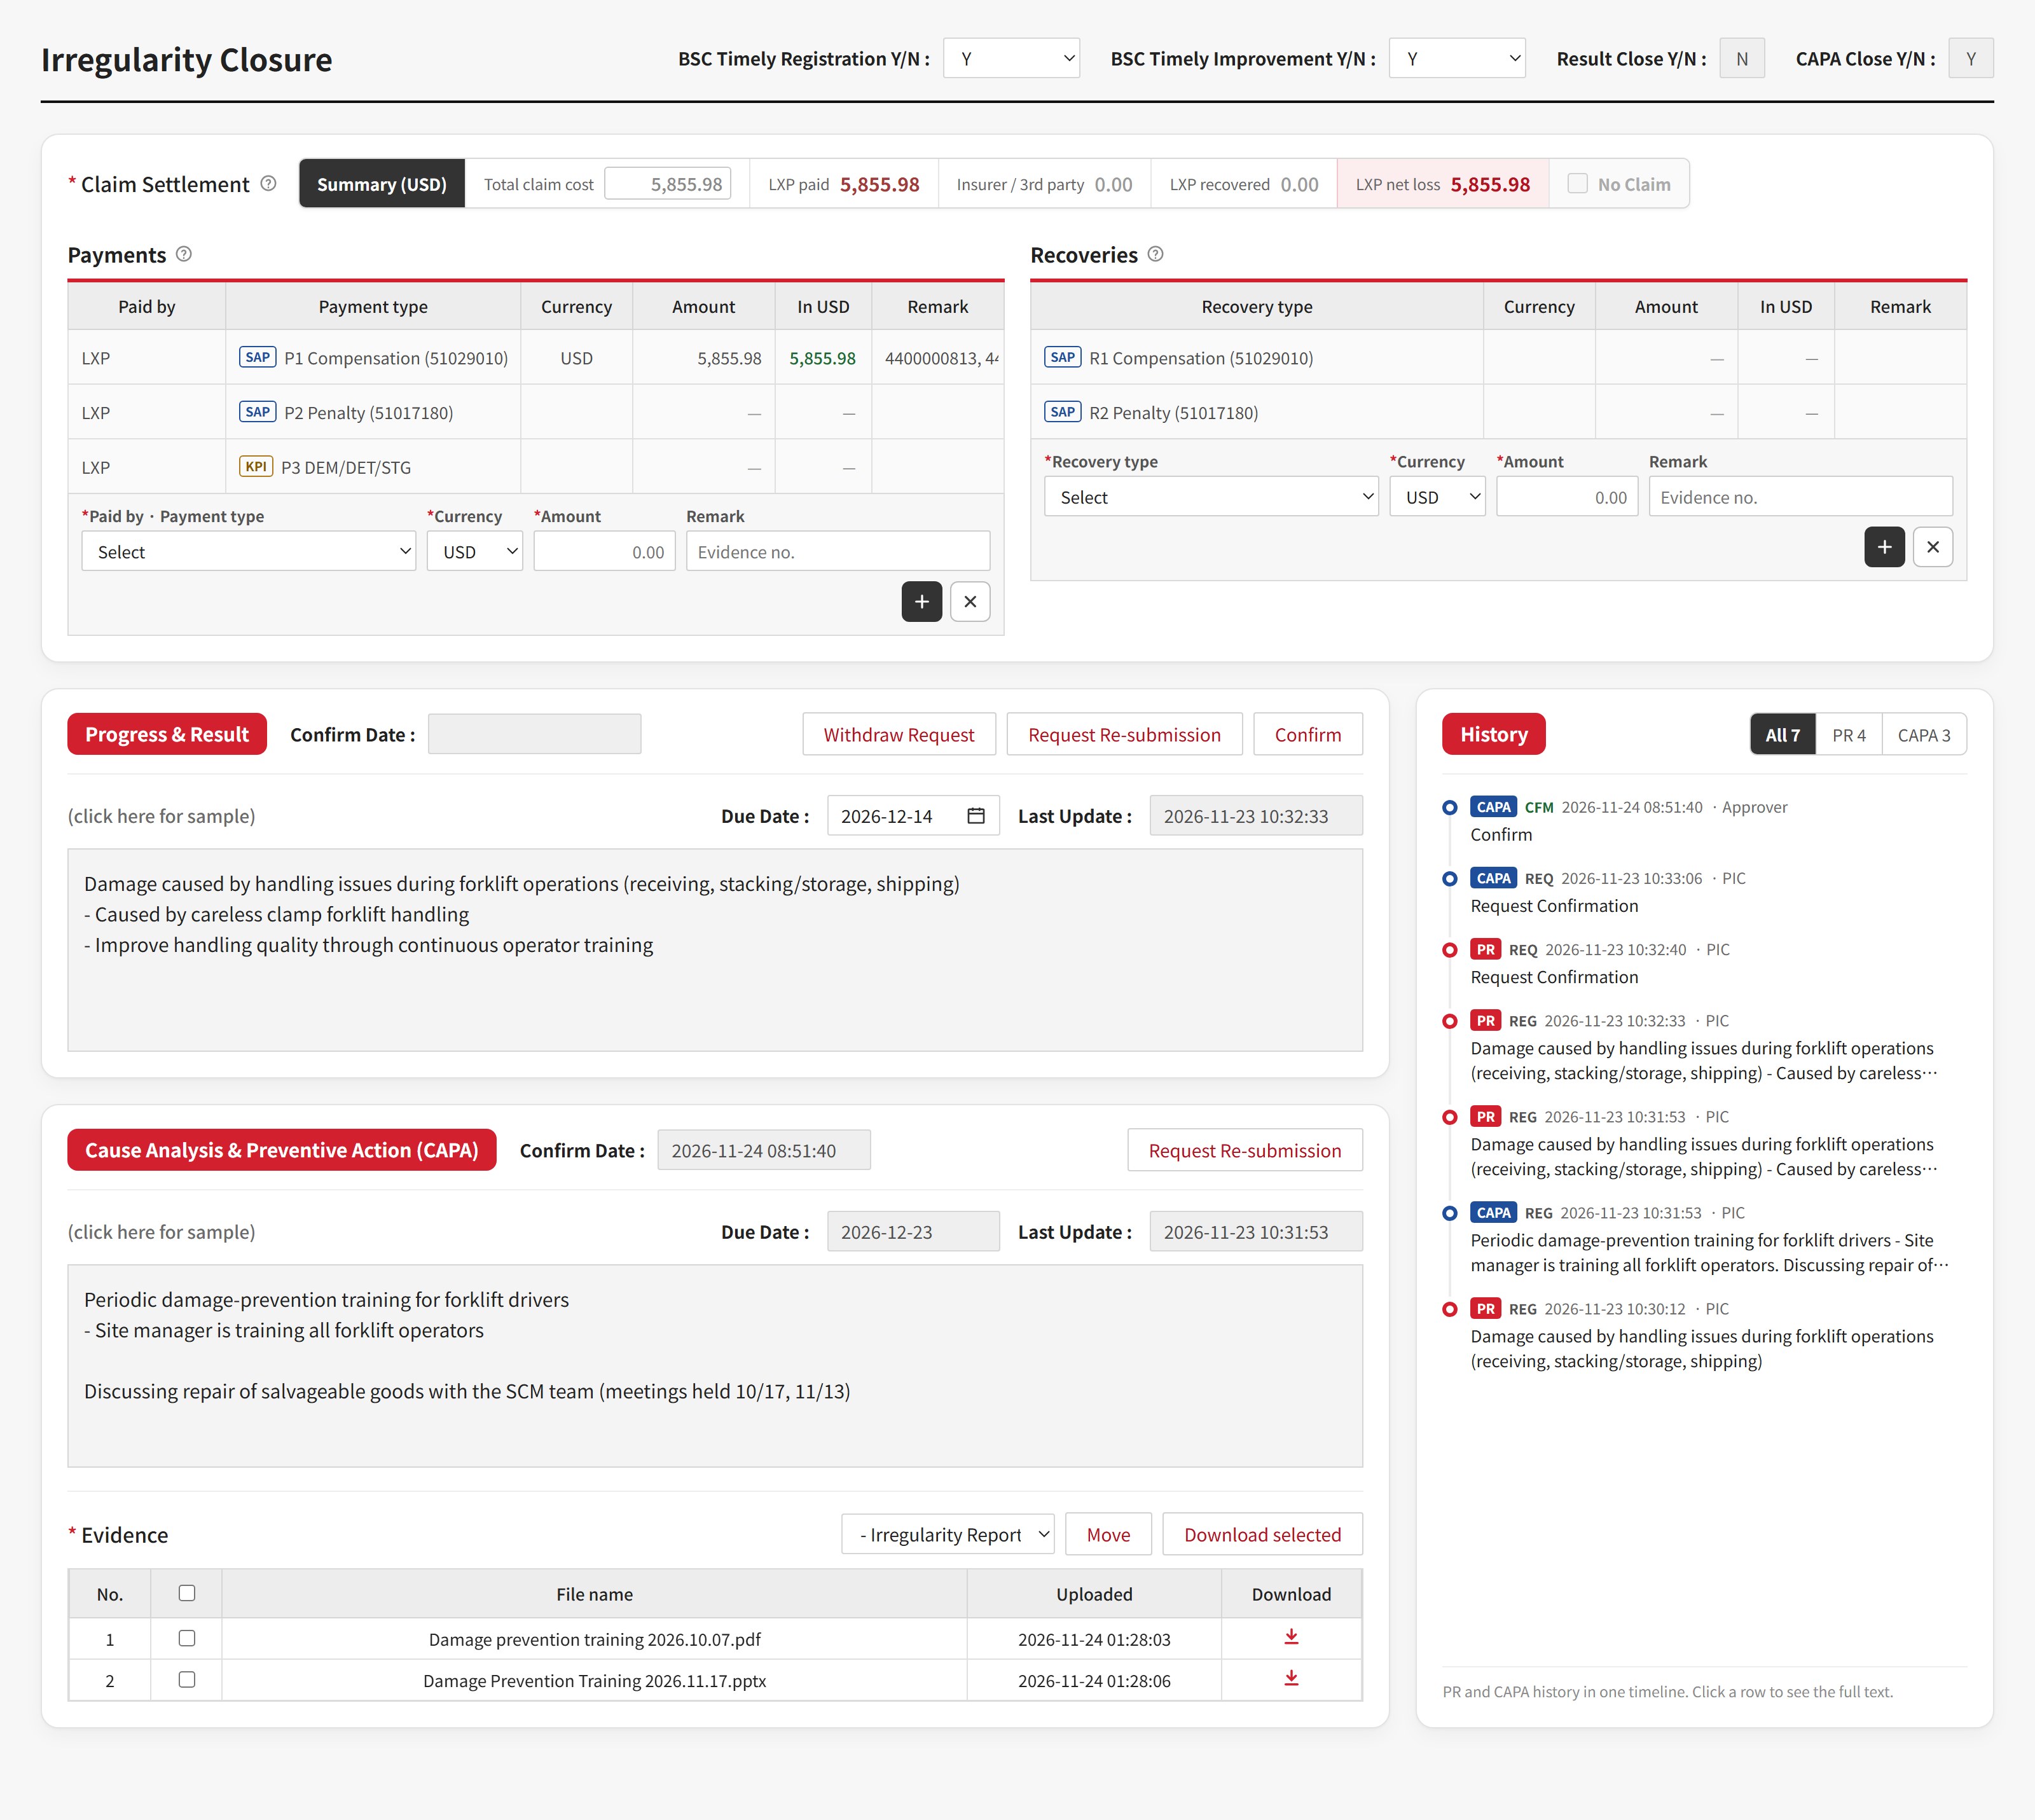 Irregularity Closure
BSC Timely Registration Y/N : Y
BSC Timely Improvement Y/N : Y
Result Close Y/N : N
CAPA Close Y/N : Y
* Claim Settlement
Summary (USD)
Total claim cost 5,855.98
LXP paid 5,855.98
Insurer / 3rd party 0.00
LXP recovered 0.00
LXP net loss 5,855.98
No Claim
Payments
Paid by Payment type Currency Amount In USD Remark
LXP SAP P1 Compensation (51029010) USD 5,855.98 5,855.98 4400000813,
LXP SAP P2 Penalty (51017180) — —
LXP KPI P3 DEM/DET/STG — —
*Paid by · Payment type *Currency *Amount Remark
Select USD 0.00 Evidence no.
Recoveries
Recovery type Currency Amount In USD Remark
SAP R1 Compensation (51029010) — —
SAP R2 Penalty (51017180) — —
*Recovery type *Currency *Amount Remark
Select USD 0.00 Evidence no.
Progress & Result
Confirm Date :
Withdraw Request
Request Re-submission
Confirm
(click here for sample)
Due Date : 2026-12-14
Last Update : 2026-11-23 10:32:33
Damage caused by handling issues during forklift operations (receiving, stacking/storage, shipping)
- Caused by careless clamp forklift handling
- Improve handling quality through continuous operator training
Cause Analysis & Preventive Action (CAPA)
Confirm Date : 2026-11-24 08:51:40
Request Re-submission
(click here for sample)
Due Date : 2026-12-23
Last Update : 2026-11-23 10:31:53
Periodic damage-prevention training for forklift drivers
- Site manager is training all forklift operators
Discussing repair of salvageable goods with the SCM team (meetings held 10/17, 11/13)
* Evidence
- Irregularity Report
Move
Download selected
No. File name Uploaded Download
1 Damage prevention training 2026.10.07.pdf 2026-11-24 01:28:03
2 Damage Prevention Training 2026.11.17.pptx 2026-11-24 01:28:06
History
All 7 PR 4 CAPA 3
CAPA CFM 2026-11-24 08:51:40 · Approver
Confirm
CAPA REQ 2026-11-23 10:33:06 · PIC
Request Confirmation
PR REQ 2026-11-23 10:32:40 · PIC
Request Confirmation
PR REG 2026-11-23 10:32:33 · PIC
Damage caused by handling issues during forklift operations
(receiving, stacking/storage, shipping) - Caused by careless…
PR REG 2026-11-23 10:31:53 · PIC
Damage caused by handling issues during forklift operations
(receiving, stacking/storage, shipping) - Caused by careless…
CAPA REG 2026-11-23 10:31:53 · PIC
Periodic damage-prevention training for forklift drivers - Site
manager is training all forklift operators. Discussing repair of…
PR REG 2026-11-23 10:30:12 · PIC
Damage caused by handling issues during forklift operations
(receiving, stacking/storage, shipping)
PR and CAPA history in one timeline. Click a row to see the full text.